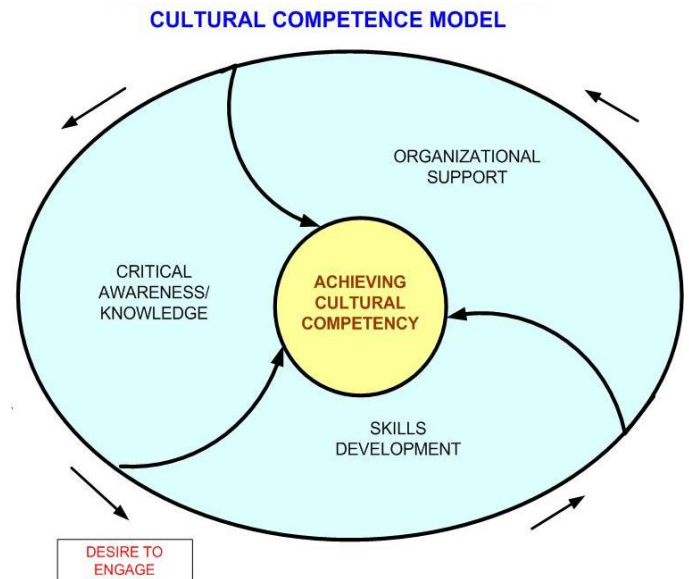 CULTURAL COMPETENCE MODEL
ORGANIZATIONAL
SUPPORT
CRITICAL
AWARENESS/
KNOWLEDGE
ACHIEVING
CULTURAL
COMPETENCY
SKILLS
DEVELOPMENT
DESIRE TO
ENGAGE